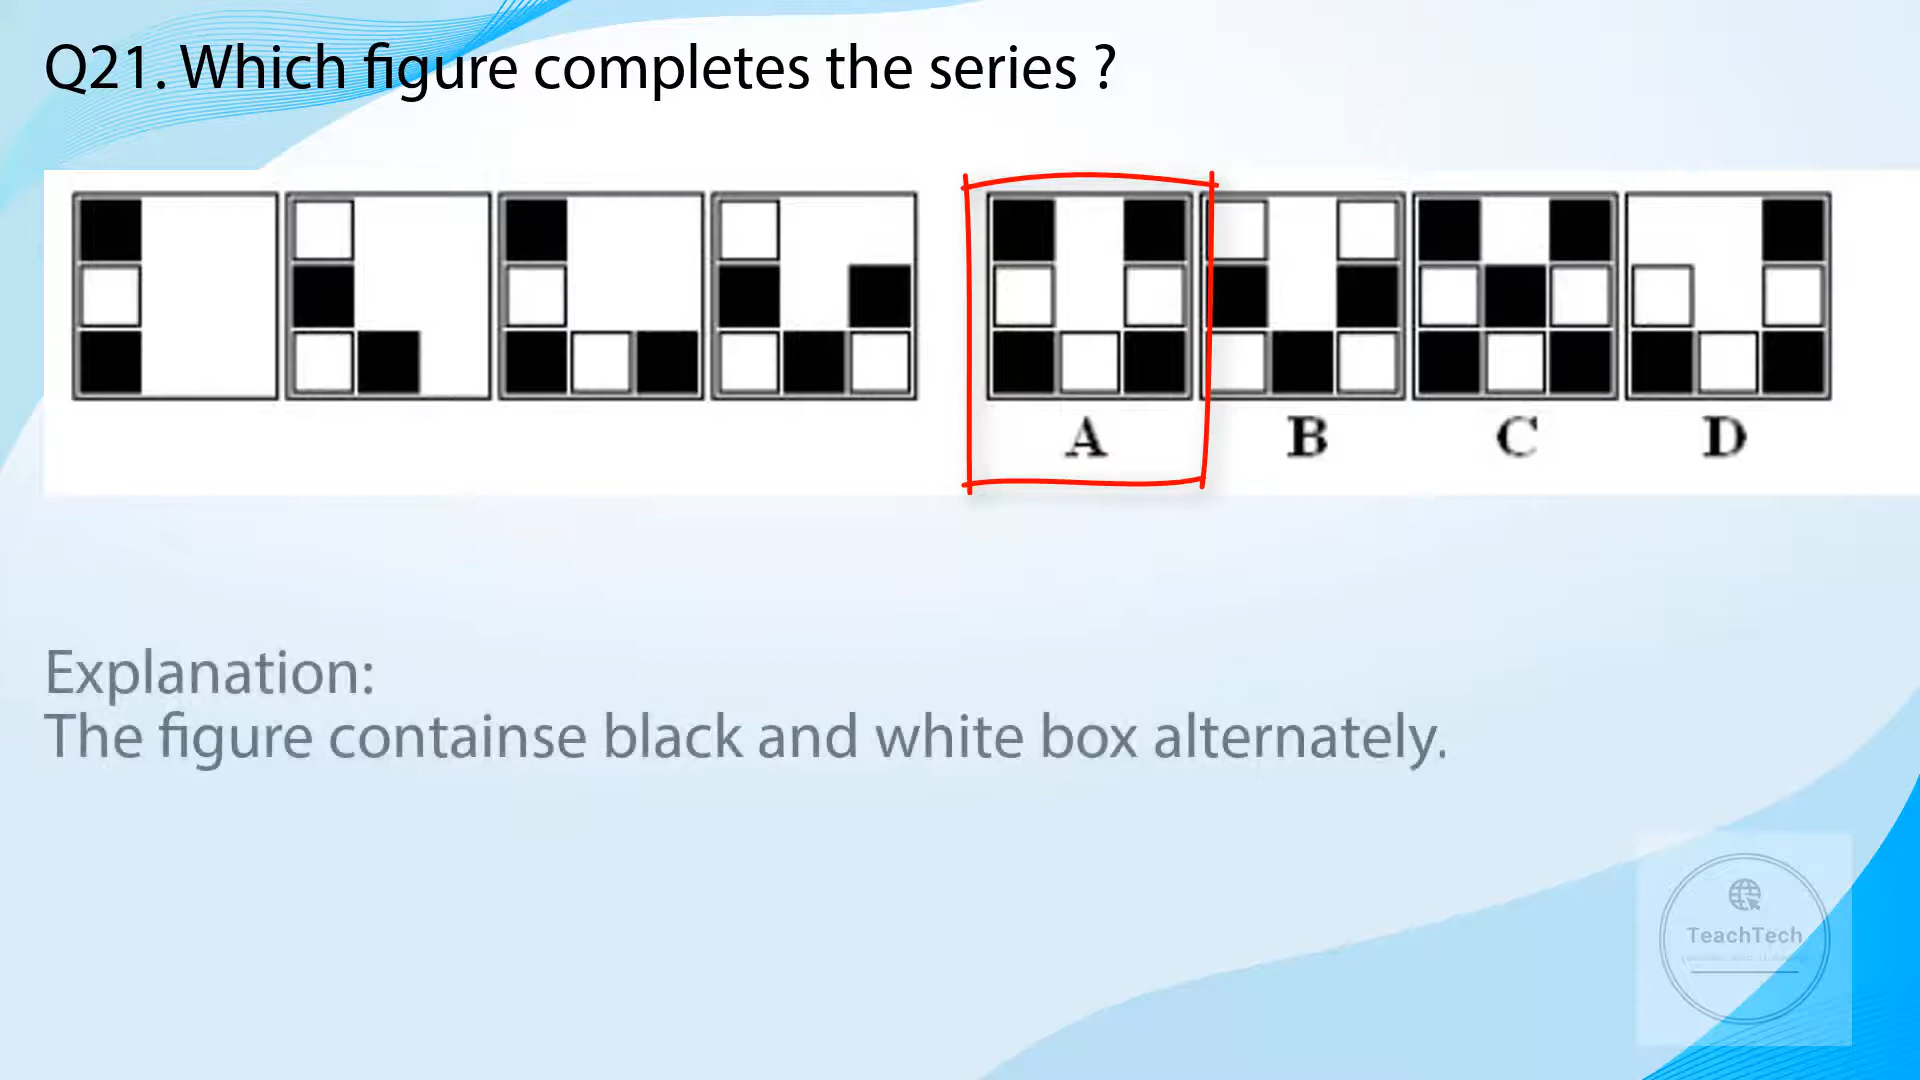 Q21. Which figure completes the series ?
A B C D
Explanation:
The figure containse black and white box alternately.
TeachTech